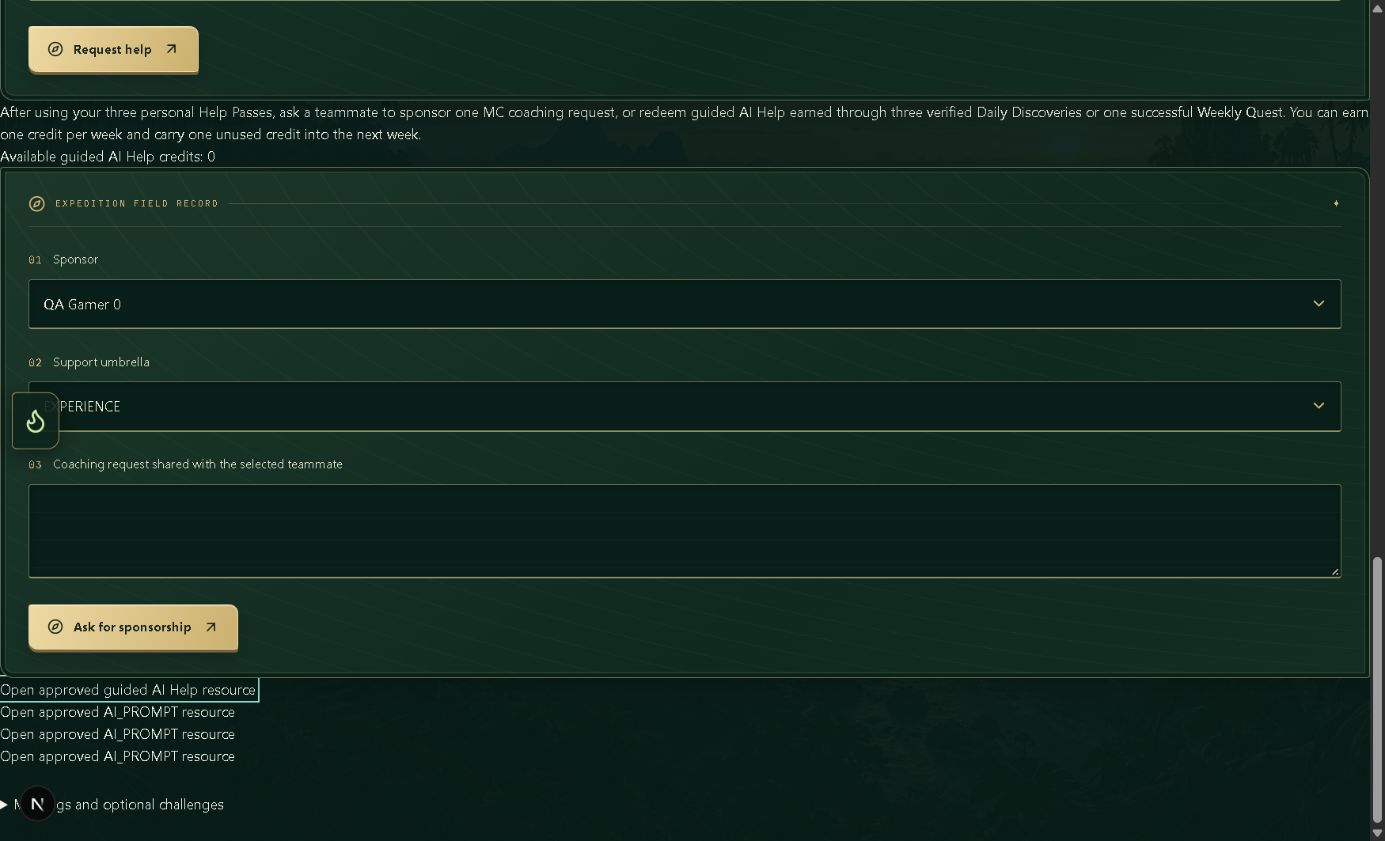 Request help
After using your three personal Help Passes, ask a teammate to sponsor one MC coaching request, or redeem guided AI Help earned through three verified Daily Discoveries or one successful Weekly Quest. You can earn
one credit per week and carry one unused credit into the next week.
Available guided AI Help credits: 0
EXPEDITION FIELD RECORD
01 Sponsor
QA Gamer 0
02 Support umbrella
EXPERIENCE
03 Coaching request shared with the selected teammate
Ask for sponsorship
Open approved guided AI Help resource
Open approved AI_PROMPT resource
Open approved AI_PROMPT resource
Open approved AI_PROMPT resource
N
and optional challenges